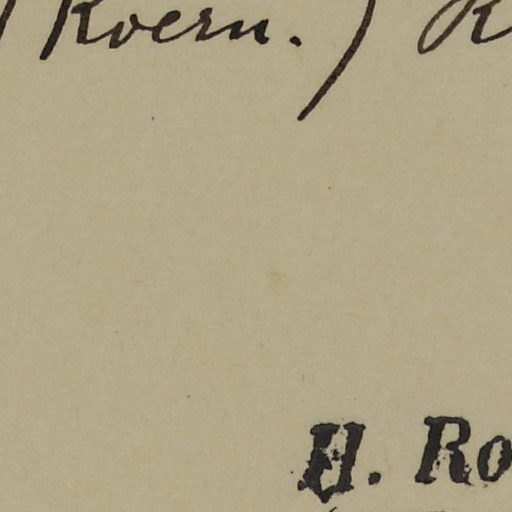 (Koern.) R
H. Ro